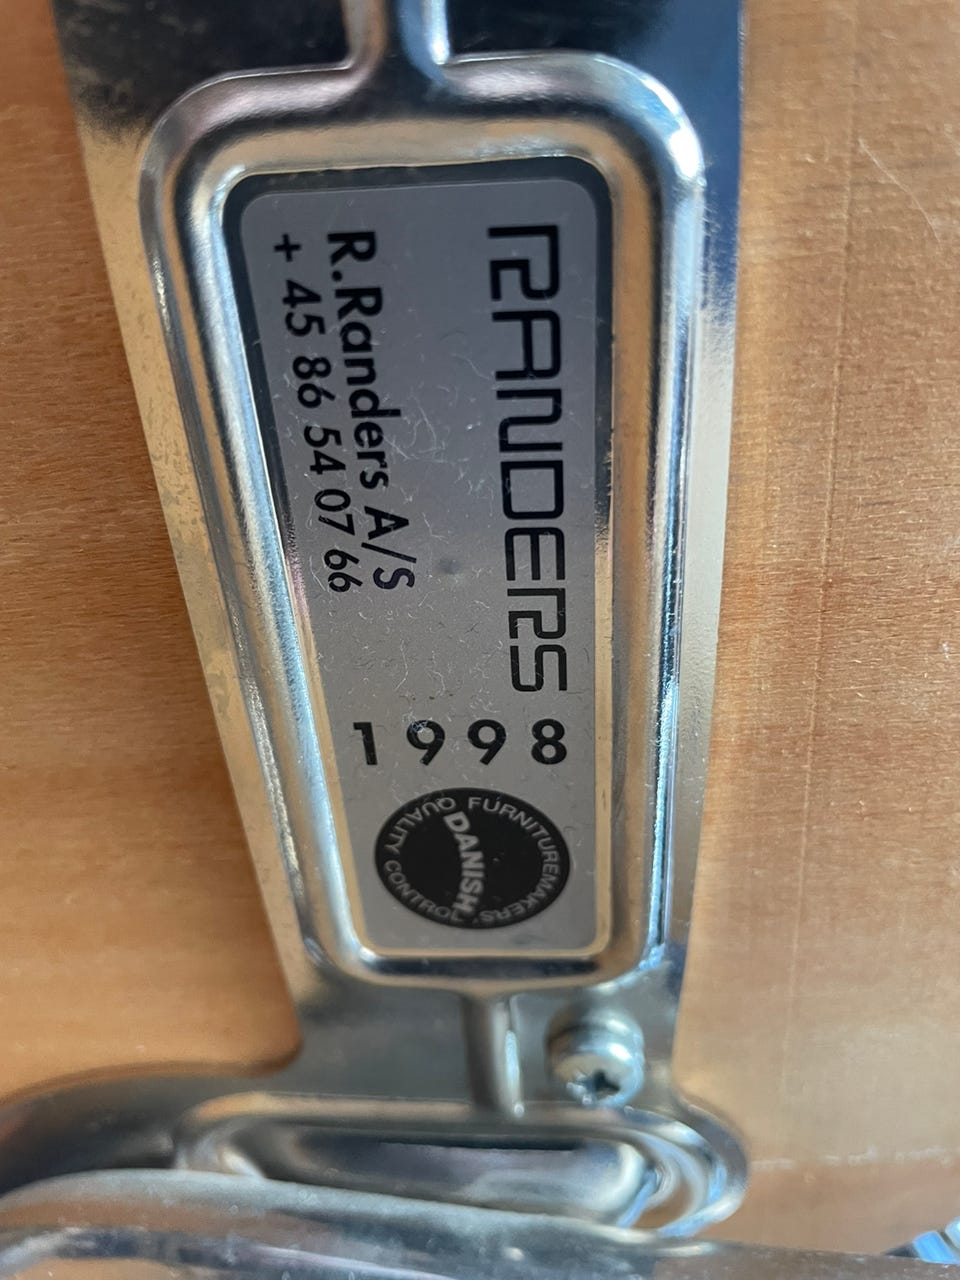 RANDERS
R.Randers A/S
+ 45 86 54 07 66
1998
DANISH
FURNITUREMAKERS'
QUALITY CONTROL